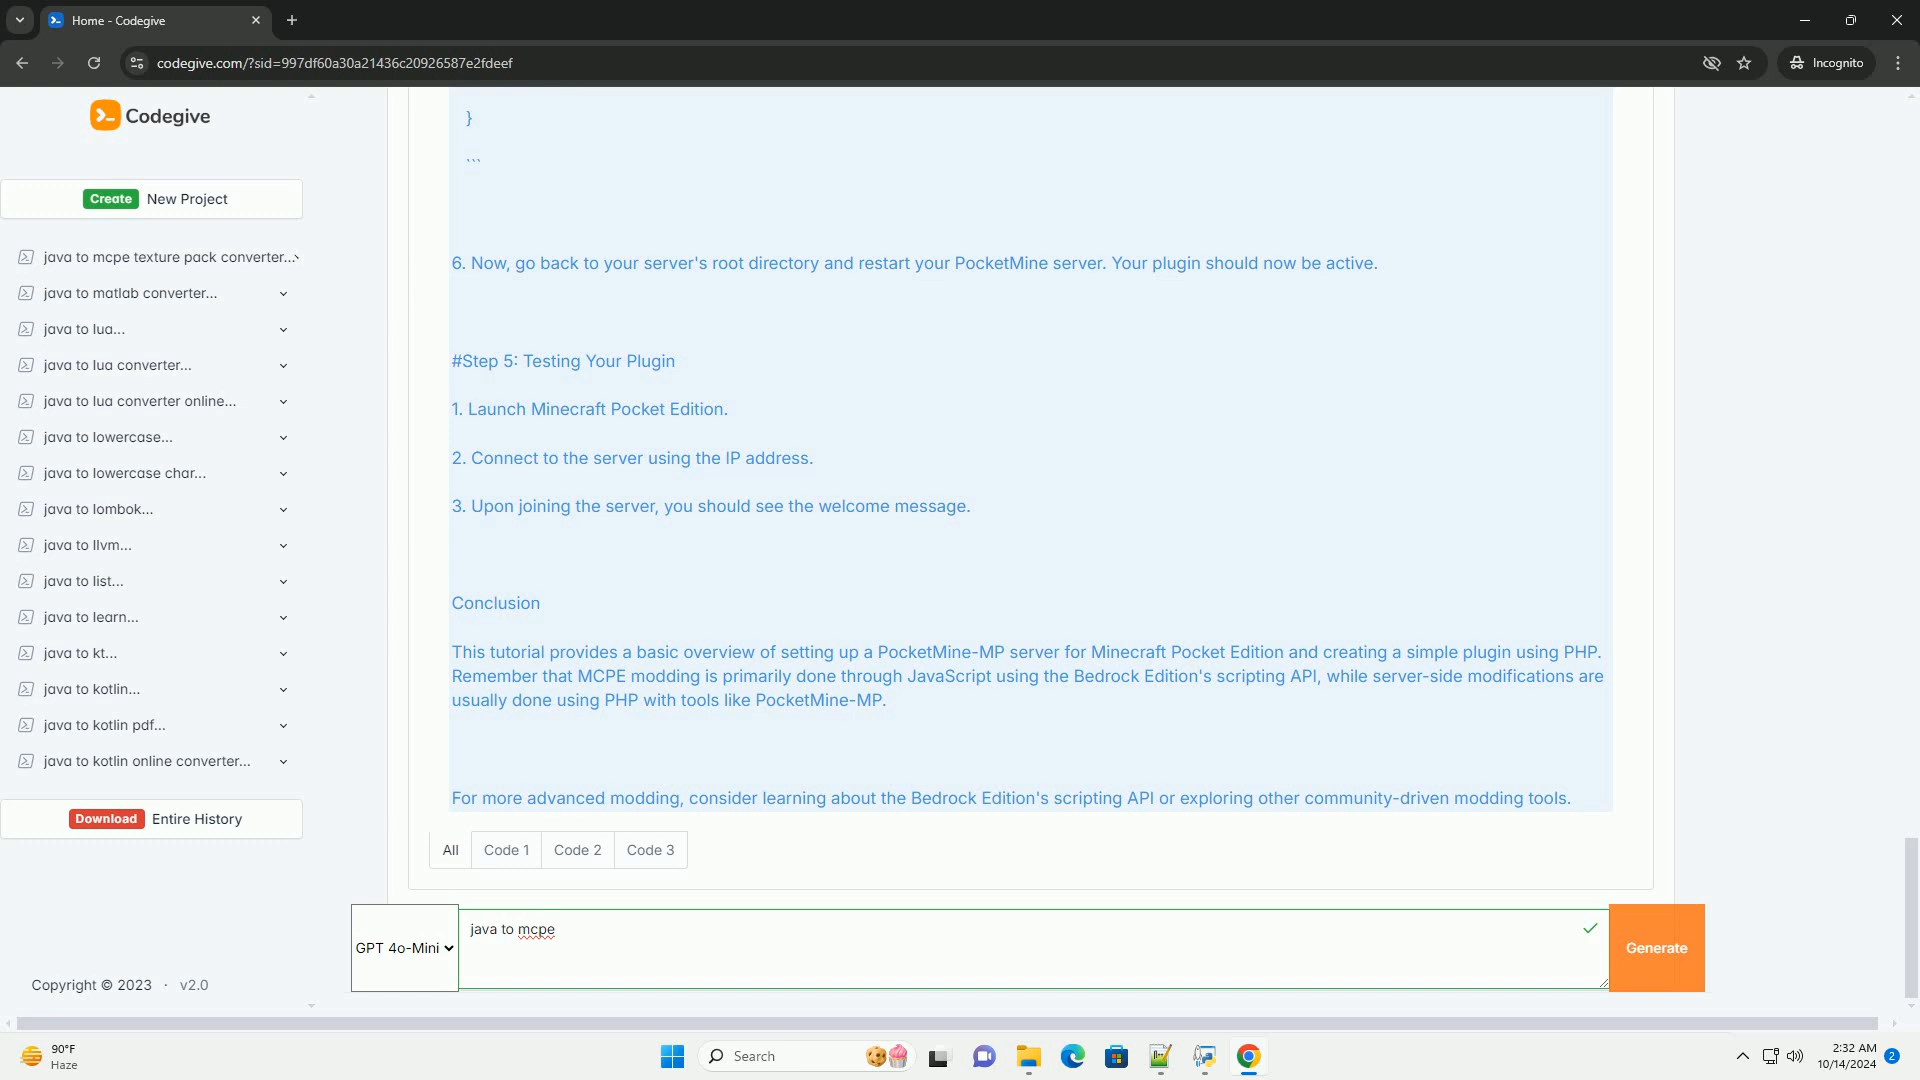 Home - Codegive
codegive.com/?sid=997df60a30a21436c20926587e2fdeef
Incognito
Codegive
Create New Project
java to mcpe texture pack converter...
java to matlab converter...
java to lua...
java to lua converter...
java to lua converter online...
java to lowercase...
java to lowercase char...
java to lombok...
java to llvm...
java to list...
java to learn...
java to kt...
java to kotlin...
java to kotlin pdf...
java to kotlin online converter...
Download Entire History
Copyright © 2023 · v2.0
}
```
6. Now, go back to your server's root directory and restart your PocketMine server. Your plugin should now be active.
#Step 5: Testing Your Plugin
1. Launch Minecraft Pocket Edition.
2. Connect to the server using the IP address.
3. Upon joining the server, you should see the welcome message.
Conclusion
This tutorial provides a basic overview of setting up a PocketMine-MP server for Minecraft Pocket Edition and creating a simple plugin using PHP.
Remember that MCPE modding is primarily done through JavaScript using the Bedrock Edition's scripting API, while server-side modifications are
usually done using PHP with tools like PocketMine-MP.
For more advanced modding, consider learning about the Bedrock Edition's scripting API or exploring other community-driven modding tools.
All Code 1 Code 2 Code 3
GPT 4o-Mini
java to mcpe
Generate
90°F
Haze
Search
2:32 AM
10/14/2024
2